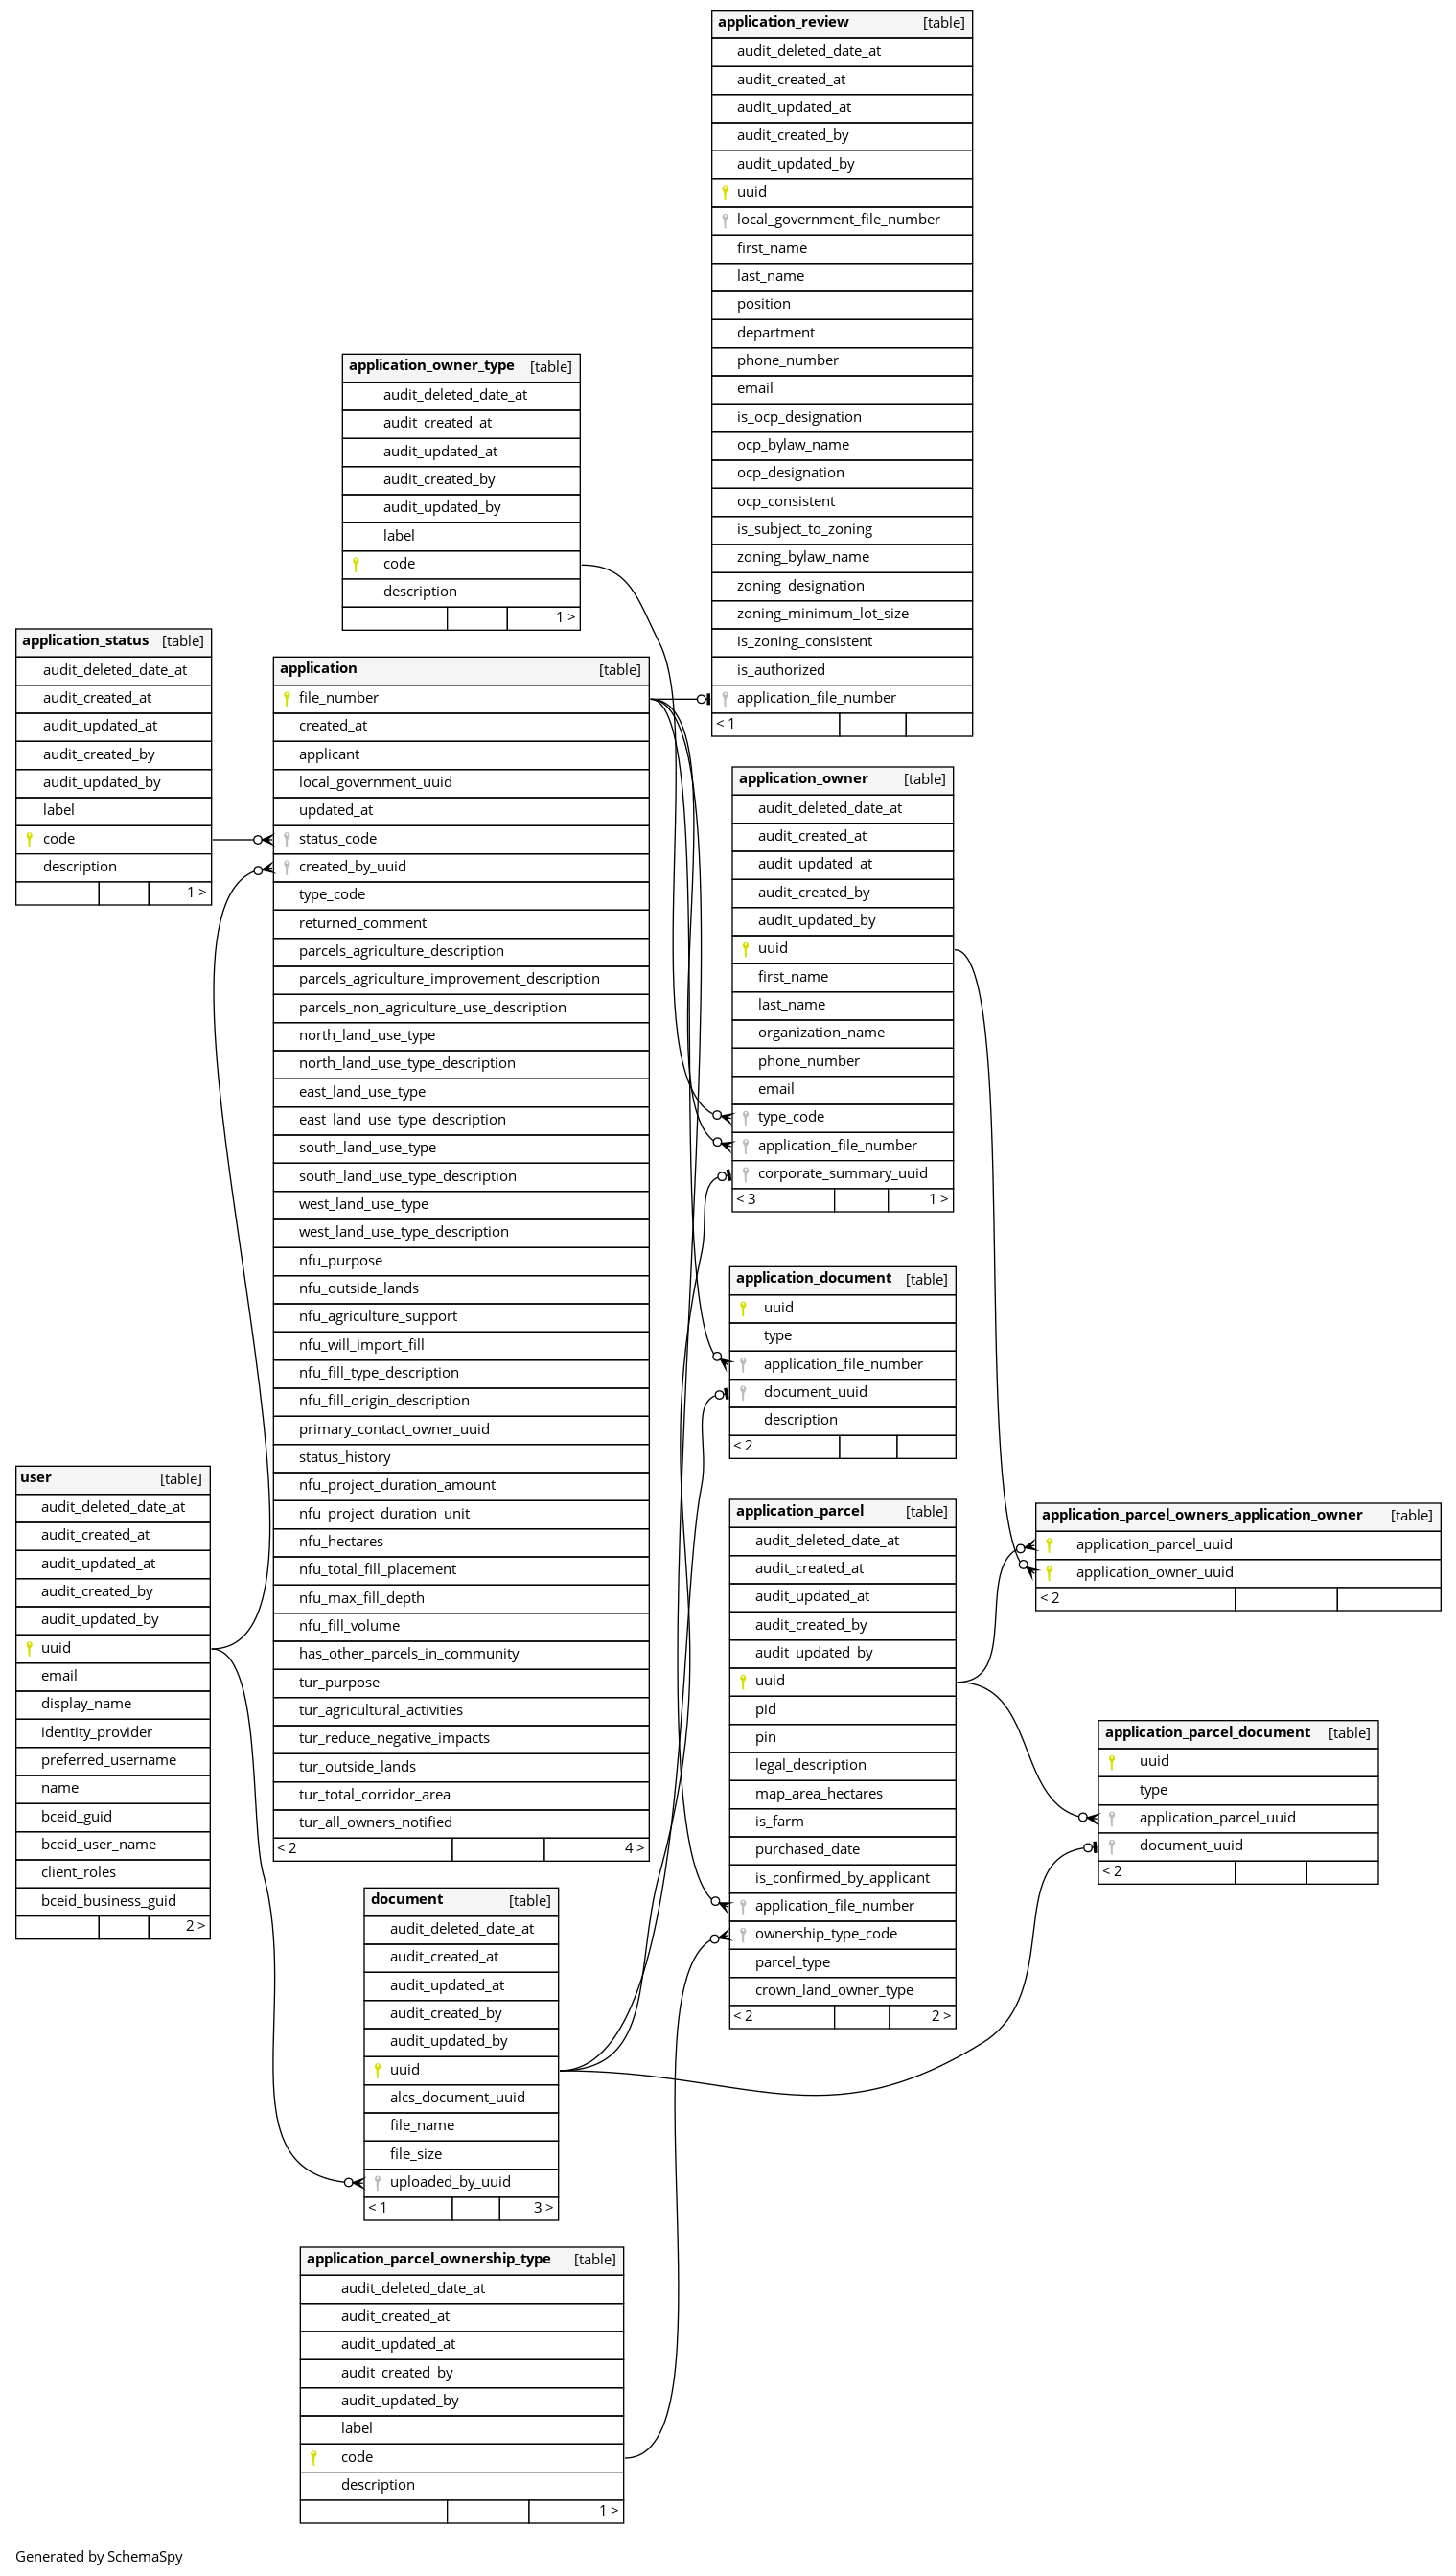 application_review [table]
audit_deleted_date_at
audit_created_at
audit_updated_at
audit_created_by
audit_updated_by
uuid
local_government_file_number
first_name
last_name
position
department
phone_number
email
is_ocp_designation
ocp_bylaw_name
ocp_designation
ocp_consistent
is_subject_to_zoning
zoning_bylaw_name
zoning_designation
zoning_minimum_lot_size
is_zoning_consistent
is_authorized
application_file_number
< 1
application_owner_type [table]
audit_deleted_date_at
audit_created_at
audit_updated_at
audit_created_by
audit_updated_by
label
code
description
1 >
application_status [table]
audit_deleted_date_at
audit_created_at
audit_updated_at
audit_created_by
audit_updated_by
label
code
description
1 >
application [table]
file_number
created_at
applicant
local_government_uuid
updated_at
status_code
created_by_uuid
type_code
returned_comment
parcels_agriculture_description
parcels_agriculture_improvement_description
parcels_non_agriculture_use_description
north_land_use_type
north_land_use_type_description
east_land_use_type
east_land_use_type_description
south_land_use_type
south_land_use_type_description
west_land_use_type
west_land_use_type_description
nfu_purpose
nfu_outside_lands
nfu_agriculture_support
nfu_will_import_fill
nfu_fill_type_description
nfu_fill_origin_description
primary_contact_owner_uuid
status_history
nfu_project_duration_amount
nfu_project_duration_unit
nfu_hectares
nfu_total_fill_placement
nfu_max_fill_depth
nfu_fill_volume
has_other_parcels_in_community
tur_purpose
tur_agricultural_activities
tur_reduce_negative_impacts
tur_outside_lands
tur_total_corridor_area
tur_all_owners_notified
< 2 4 >
application_owner [table]
audit_deleted_date_at
audit_created_at
audit_updated_at
audit_created_by
audit_updated_by
uuid
first_name
last_name
organization_name
phone_number
email
type_code
application_file_number
corporate_summary_uuid
< 3 1 >
application_document [table]
uuid
type
application_file_number
document_uuid
description
< 2
user [table]
audit_deleted_date_at
audit_created_at
audit_updated_at
audit_created_by
audit_updated_by
uuid
email
display_name
identity_provider
preferred_username
name
bceid_guid
bceid_user_name
client_roles
bceid_business_guid
2 >
application_parcel [table]
audit_deleted_date_at
audit_created_at
audit_updated_at
audit_created_by
audit_updated_by
uuid
pid
pin
legal_description
map_area_hectares
is_farm
purchased_date
is_confirmed_by_applicant
application_file_number
ownership_type_code
parcel_type
crown_land_owner_type
< 2 2 >
application_parcel_owners_application_owner [table]
application_parcel_uuid
application_owner_uuid
< 2
application_parcel_document [table]
uuid
type
application_parcel_uuid
document_uuid
< 2
document [table]
audit_deleted_date_at
audit_created_at
audit_updated_at
audit_created_by
audit_updated_by
uuid
alcs_document_uuid
file_name
file_size
uploaded_by_uuid
< 1 3 >
application_parcel_ownership_type [table]
audit_deleted_date_at
audit_created_at
audit_updated_at
audit_created_by
audit_updated_by
label
code
description
1 >
Generated by SchemaSpy